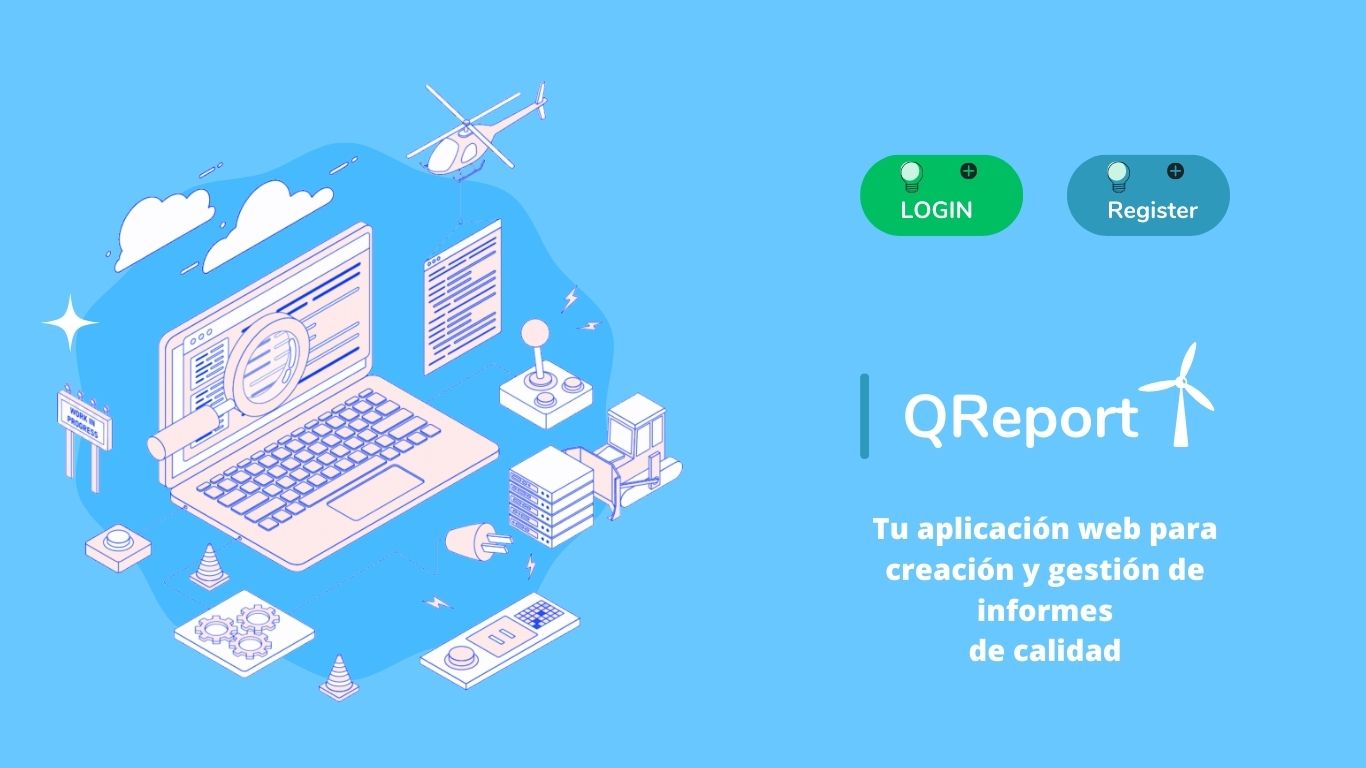 LOGIN
Register
WORK IN
PROGRESS
QReport
Tu aplicación web para
creación y gestión de
informes
de calidad